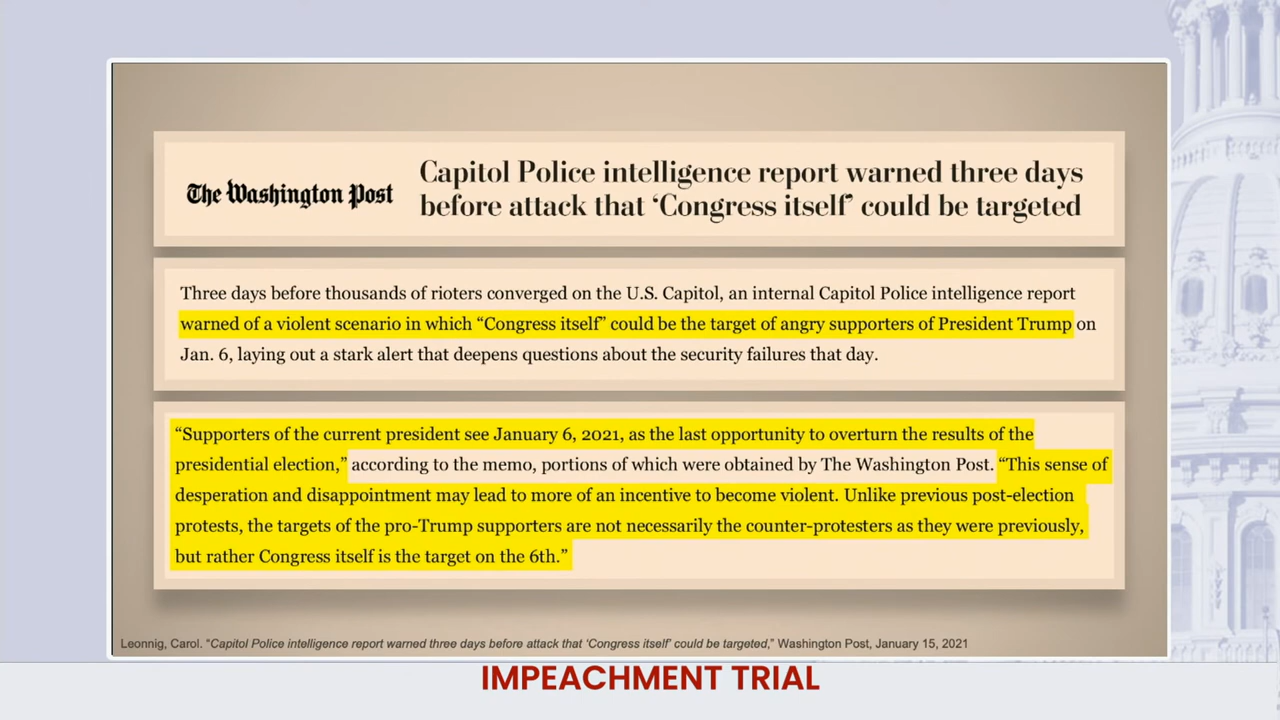 The Washington Post
Capitol Police intelligence report warned three days
before attack that ‘Congress itself’ could be targeted
Three days before thousands of rioters converged on the U.S. Capitol, an internal Capitol Police intelligence report
warned of a violent scenario in which “Congress itself” could be the target of angry supporters of President Trump on
Jan. 6, laying out a stark alert that deepens questions about the security failures that day.
“Supporters of the current president see January 6, 2021, as the last opportunity to overturn the results of the
presidential election,” according to the memo, portions of which were obtained by The Washington Post. “This sense of
desperation and disappointment may lead to more of an incentive to become violent. Unlike previous post-election
protests, the targets of the pro-Trump supporters are not necessarily the counter-protesters as they were previously,
but rather Congress itself is the target on the 6th.”
Leonnig, Carol. "Capitol Police intelligence report warned three days before attack that ‘Congress itself’ could be targeted," Washington Post, January 15, 2021
IMPEACHMENT TRIAL